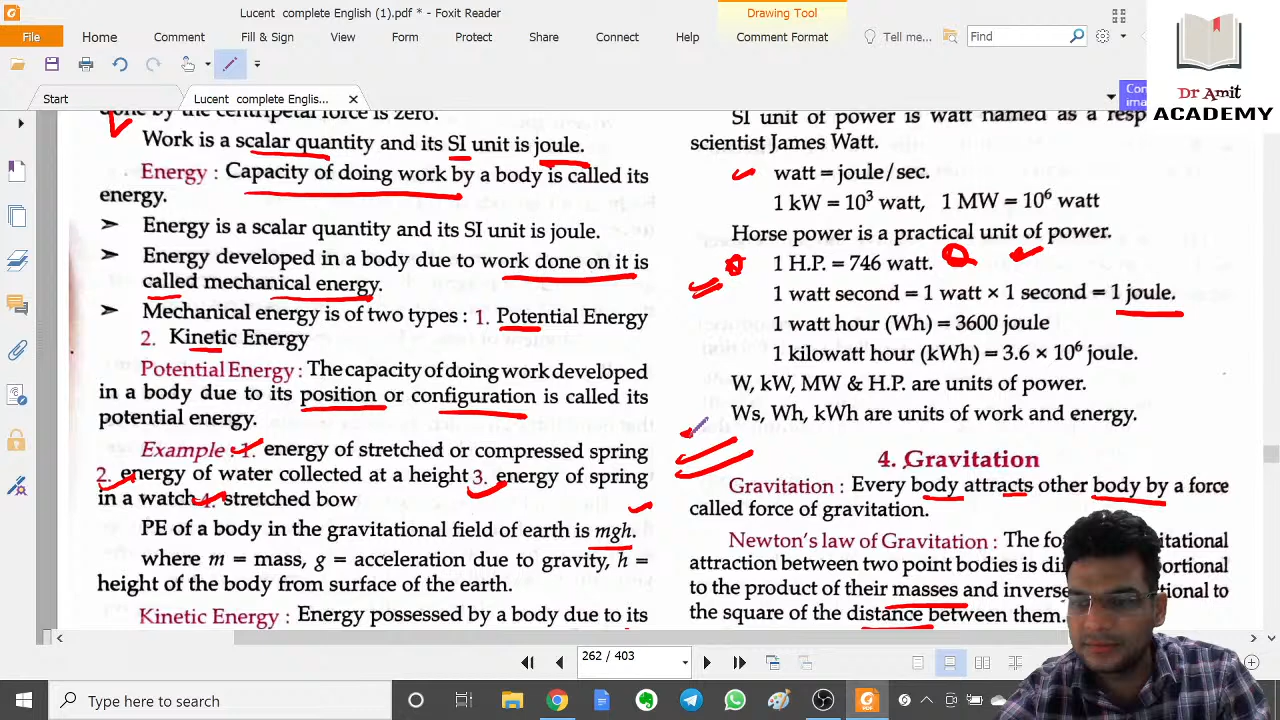 Lucent complete English (1).pdf * - Foxit Reader
Drawing Tool
File Home Comment Fill & Sign View Form Protect Share Connect Help Comment Format Tell me... Find
Start
Lucent complete Englis...
Dr Amit
ACADEMY
done by the centripetal force is zero.
Work is a scalar quantity and its SI unit is joule.
Energy : Capacity of doing work by a body is called its
energy.
➤ Energy is a scalar quantity and its SI unit is joule.
➤ Energy developed in a body due to work done on it is
called mechanical energy.
➤ Mechanical energy is of two types : 1. Potential Energy
2. Kinetic Energy
Potential Energy : The capacity of doing work developed
in a body due to its position or configuration is called its
potential energy.
Example : 1. energy of stretched or compressed spring
2. energy of water collected at a height 3. energy of spring
in a watch 4. stretched bow
PE of a body in the gravitational field of earth is mgh.
where m = mass, g = acceleration due to gravity, h =
height of the body from surface of the earth.
Kinetic Energy : Energy possessed by a body due to its
SI unit of power is watt named as a resp
scientist James Watt.
watt = joule/sec.
1 kW = 10³ watt, 1 MW = 10⁶ watt
Horse power is a practical unit of power.
1 H.P. = 746 watt.
1 watt second = 1 watt × 1 second = 1 joule.
1 watt hour (Wh) = 3600 joule
1 kilowatt hour (kWh) = 3.6 × 10⁶ joule.
W, kW, MW & H.P. are units of power.
Ws, Wh, kWh are units of work and energy.
4. Gravitation
Gravitation : Every body attracts other body by a force
called force of gravitation.
Newton's law of Gravitation : The fo itational
attraction between two point bodies is di ortional
to the product of their masses and inverse tional to
the square of the distance between them.
262 / 403
Type here to search